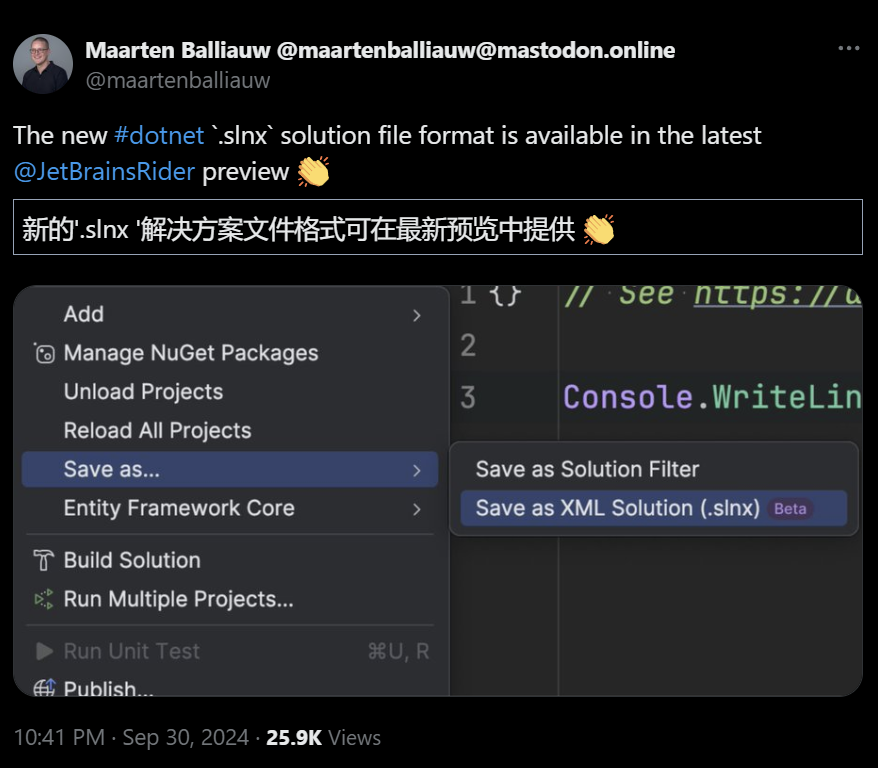 Maarten Balliauw @maartenballiauw@mastodon.online
@maartenballiauw
The new #dotnet `.slnx` solution file format is available in the latest
@JetBrainsRider preview 👏
新的'.slnx '解决方案文件格式可在最新预览中提供 👏
Add
Manage NuGet Packages
Unload Projects
Reload All Projects
Save as...
Entity Framework Core
Build Solution
Run Multiple Projects...
Run Unit Test ⌘U, R
Publish...
1 {} // See https://
2
3 Console.WriteLin
Save as Solution Filter
Save as XML Solution (.slnx) Beta
10:41 PM · Sep 30, 2024 · 25.9K Views